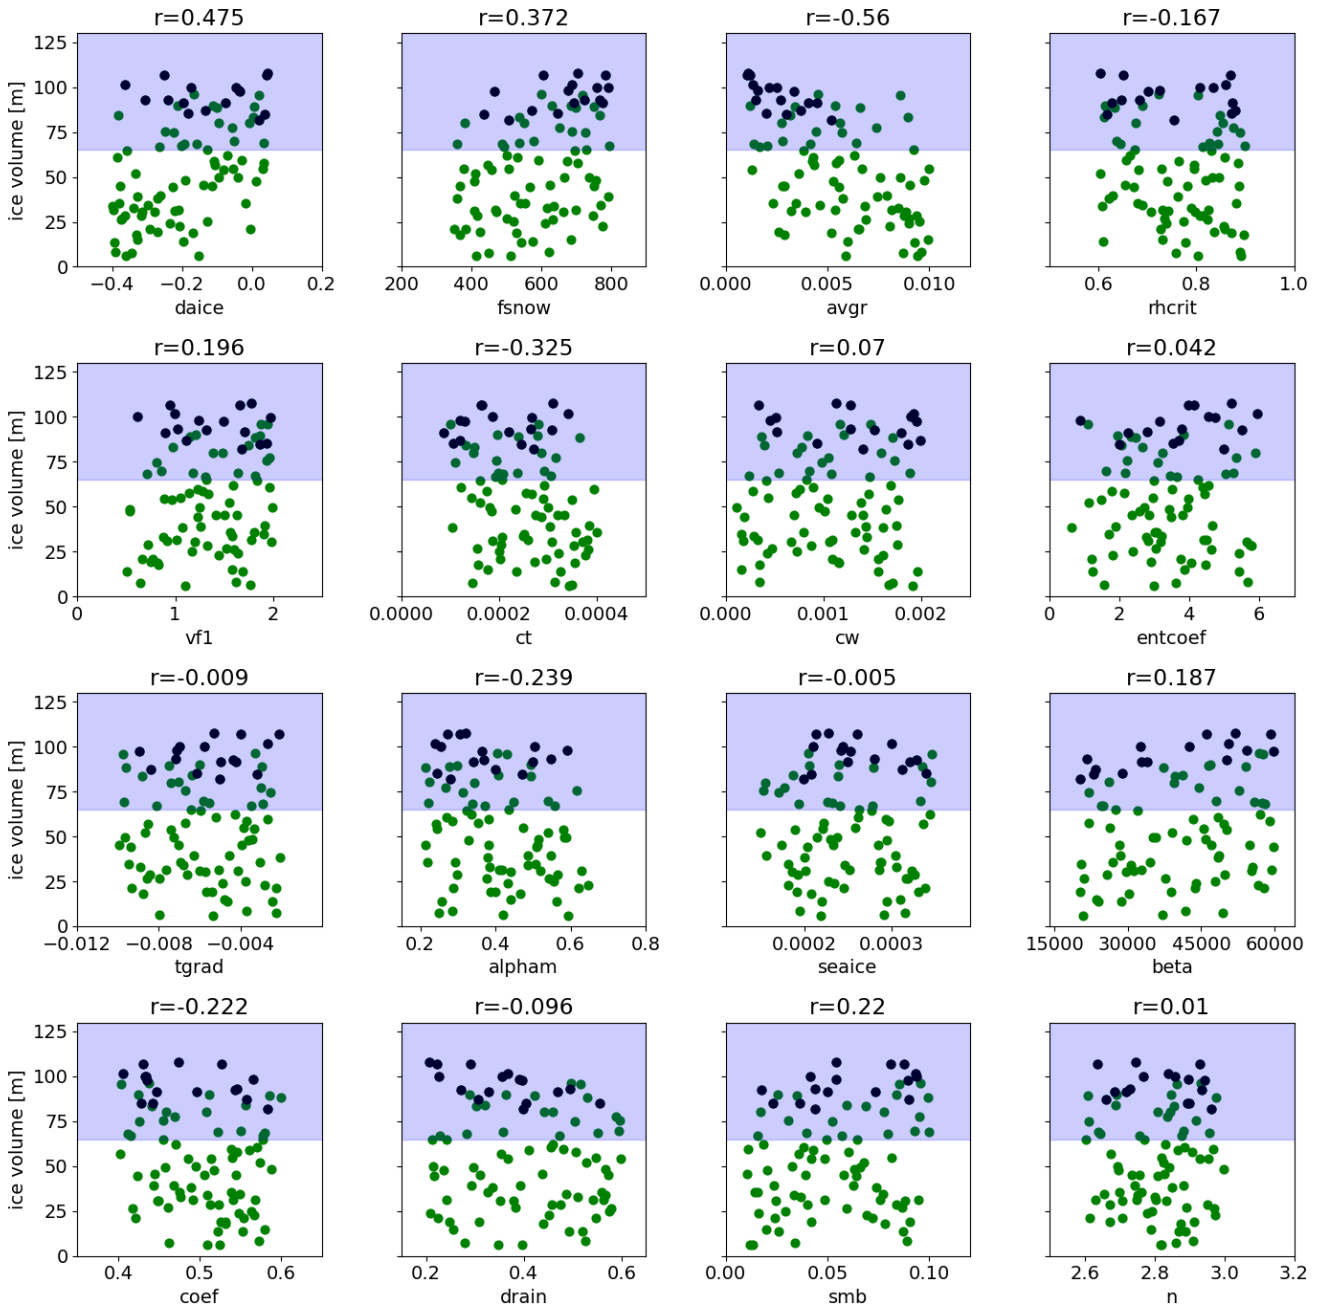 r=0.475 r=0.372 r=-0.56 r=-0.167
ice volume [m]
125
100
75
50
25
0
−0.4 −0.2 0.0 0.2
daice
200 400 600 800
fsnow
0.000 0.005 0.010
avgr
0.6 0.8 1.0
rhcrit
r=0.196 r=-0.325 r=0.07 r=0.042
ice volume [m]
125
100
75
50
25
0
0 1 2
vf1
0.0000 0.0002 0.0004
ct
0.000 0.001 0.002
cw
0 2 4 6
entcoef
r=-0.009 r=-0.239 r=-0.005 r=0.187
ice volume [m]
125
100
75
50
25
0
−0.012 −0.008 −0.004
tgrad
0.2 0.4 0.6 0.8
alpham
0.0002 0.0003
seaice
15000 30000 45000 60000
beta
r=-0.222 r=-0.096 r=0.22 r=0.01
ice volume [m]
125
100
75
50
25
0
0.4 0.5 0.6
coef
0.2 0.4 0.6
drain
0.00 0.05 0.10
smb
2.6 2.8 3.0 3.2
n